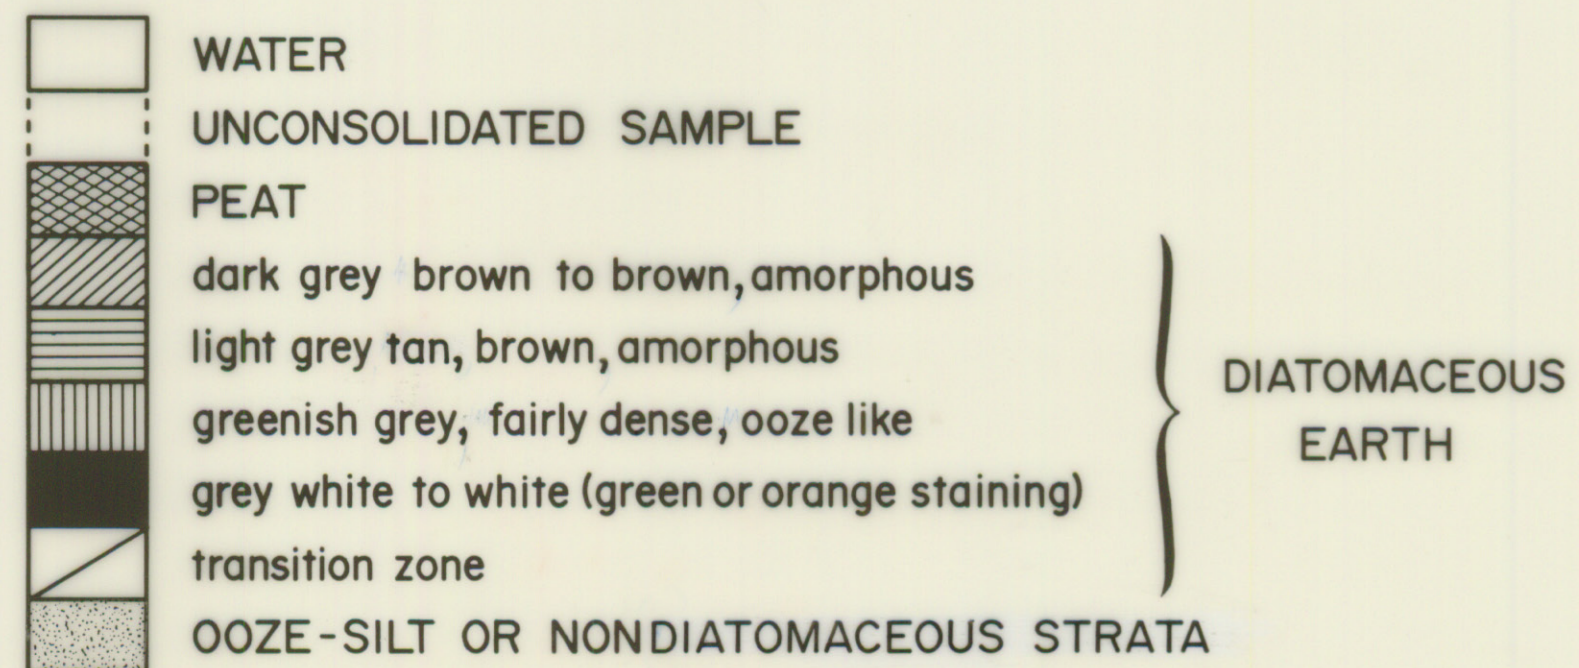 WATER
UNCONSOLIDATED SAMPLE
PEAT
dark grey brown to brown, amorphous
light grey tan, brown, amorphous
greenish grey, fairly dense, ooze like
grey white to white (green or orange staining)
transition zone
DIATOMACEOUS
EARTH
OOZE-SILT OR NONDIATOMACEOUS STRATA